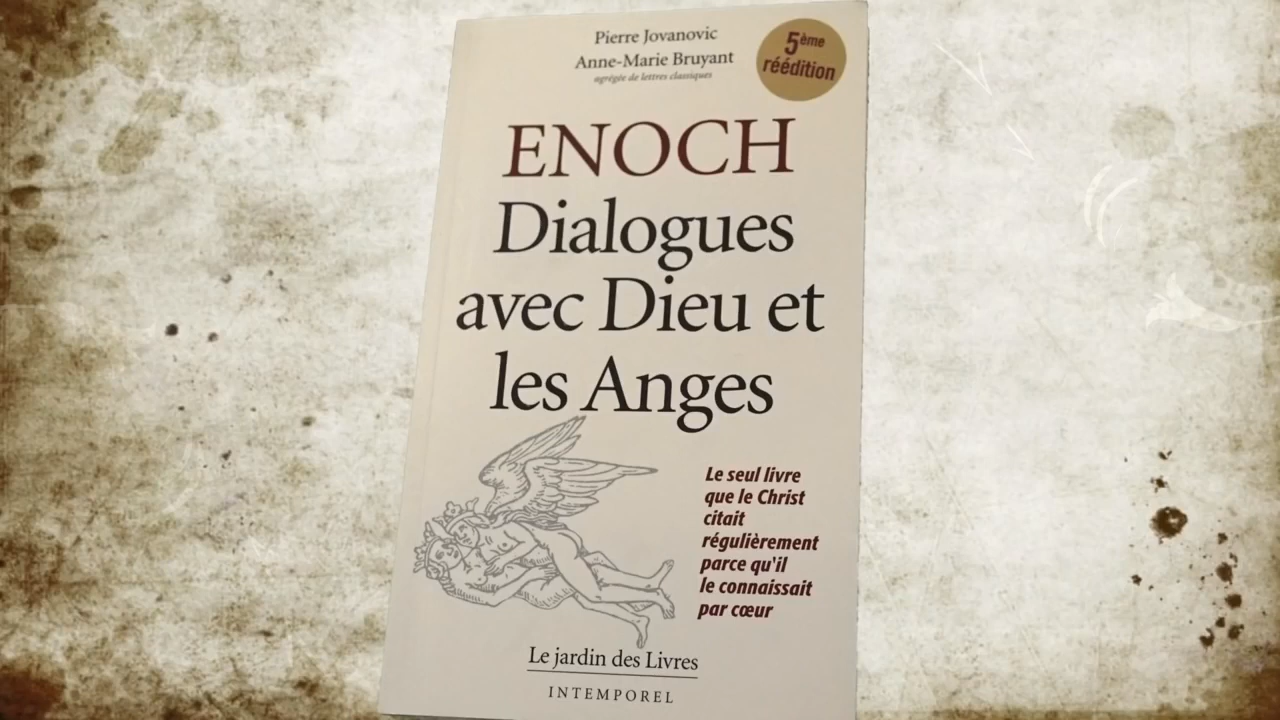 Pierre Jovanovic
Anne-Marie Bruyant
agrégée de lettres classiques
5ème
réédition
ENOCH
Dialogues
avec Dieu et
les Anges
Le seul livre
que le Christ
citait
régulièrement
parce qu'il
le connaissait
par cœur
Le jardin des Livres
INTEMPOREL